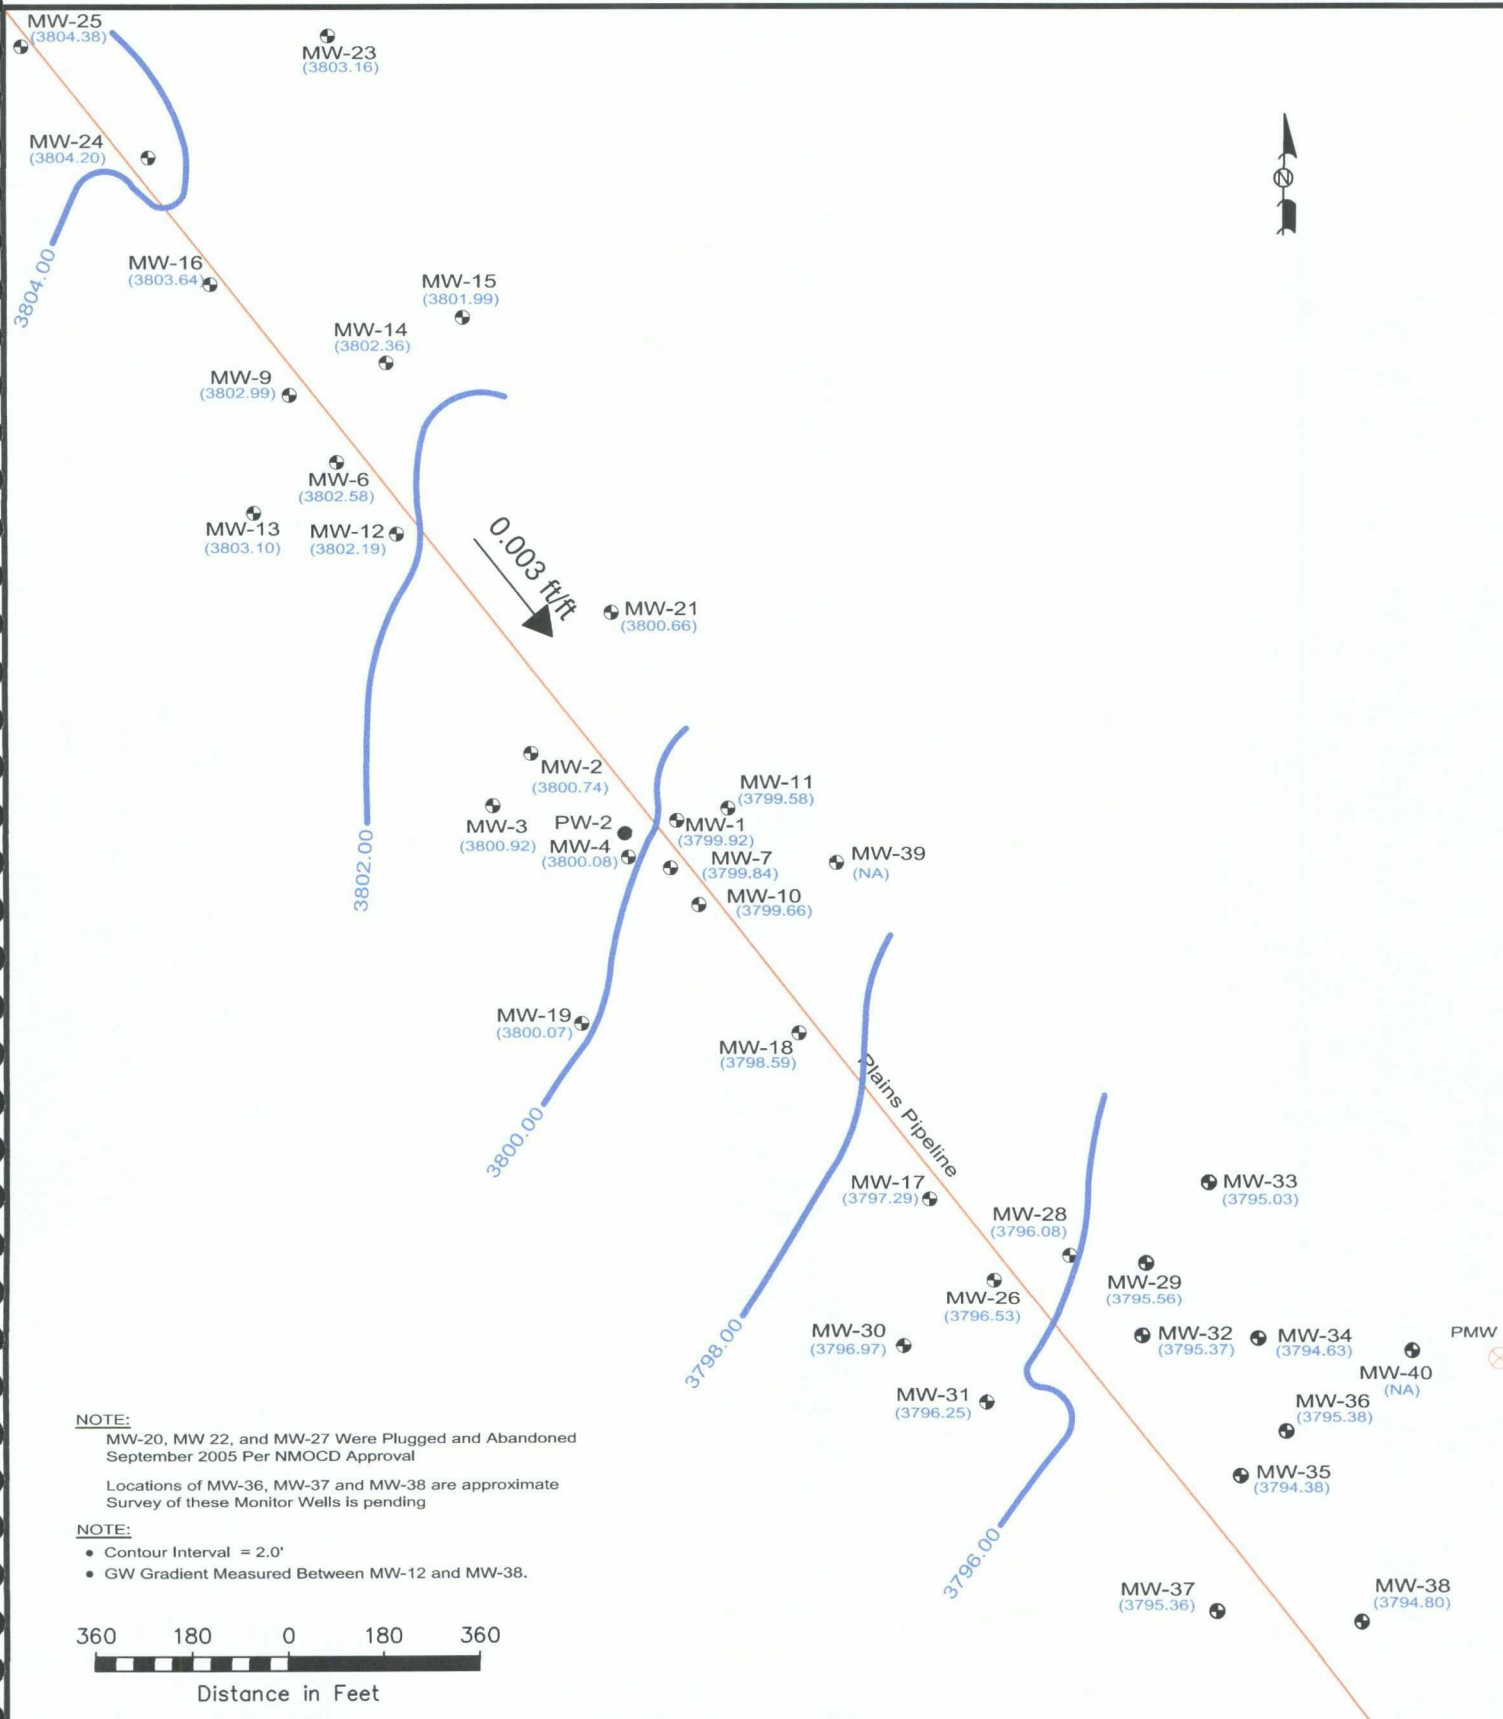 MW-25
(3804.38)
MW-23
(3803.16)
MW-24
(3804.20)
N
3804.00
MW-16
(3803.64)
MW-15
(3801.99)
MW-14
(3802.36)
MW-9
(3802.99)
MW-6
(3802.58)
MW-13
(3803.10)
MW-12
(3802.19)
0.003 ft/ft
MW-21
(3800.66)
MW-2
(3800.74)
MW-11
(3799.58)
MW-3
(3800.92)
PW-2
MW-4
(3800.08)
MW-1
(3799.92)
MW-7
(3799.84)
MW-39
(NA)
3802.00
MW-10
(3799.66)
MW-19
(3800.07)
MW-18
(3798.59)
Plains Pipeline
3800.00
MW-17
(3797.29)
MW-33
(3795.03)
MW-28
(3796.08)
MW-29
(3795.56)
MW-26
(3796.53)
MW-30
(3796.97)
MW-32
(3795.37)
MW-34
(3794.63)
PMW
MW-40
(NA)
3798.00
MW-31
(3796.25)
MW-36
(3795.38)
MW-35
(3794.38)
3796.00
MW-37
(3795.36)
MW-38
(3794.80)
NOTE:
MW-20, MW 22, and MW-27 Were Plugged and Abandoned
September 2005 Per NMOCD Approval
Locations of MW-36, MW-37 and MW-38 are approximate
Survey of these Monitor Wells is pending
NOTE:
• Contour Interval = 2.0'
• GW Gradient Measured Between MW-12 and MW-38.
360 180 0 180 360
Distance in Feet